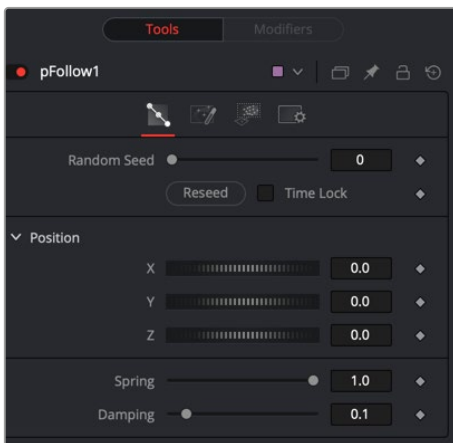 Tools Modifiers
pFollow1
Random Seed 0
Reseed Time Lock
Position
X 0.0
Y 0.0
Z 0.0
Spring 1.0
Damping 0.1